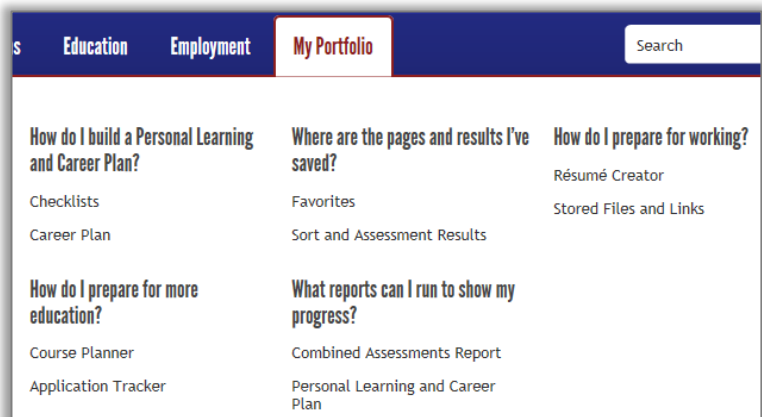 s
Education
Employment
My Portfolio
Search
How do I build a Personal Learning
and Career Plan?
Checklists
Career Plan
How do I prepare for more
education?
Course Planner
Application Tracker
Where are the pages and results I've
saved?
Favorites
Sort and Assessment Results
What reports can I run to show my
progress?
Combined Assessments Report
Personal Learning and Career
Plan
How do I prepare for working?
Résumé Creator
Stored Files and Links